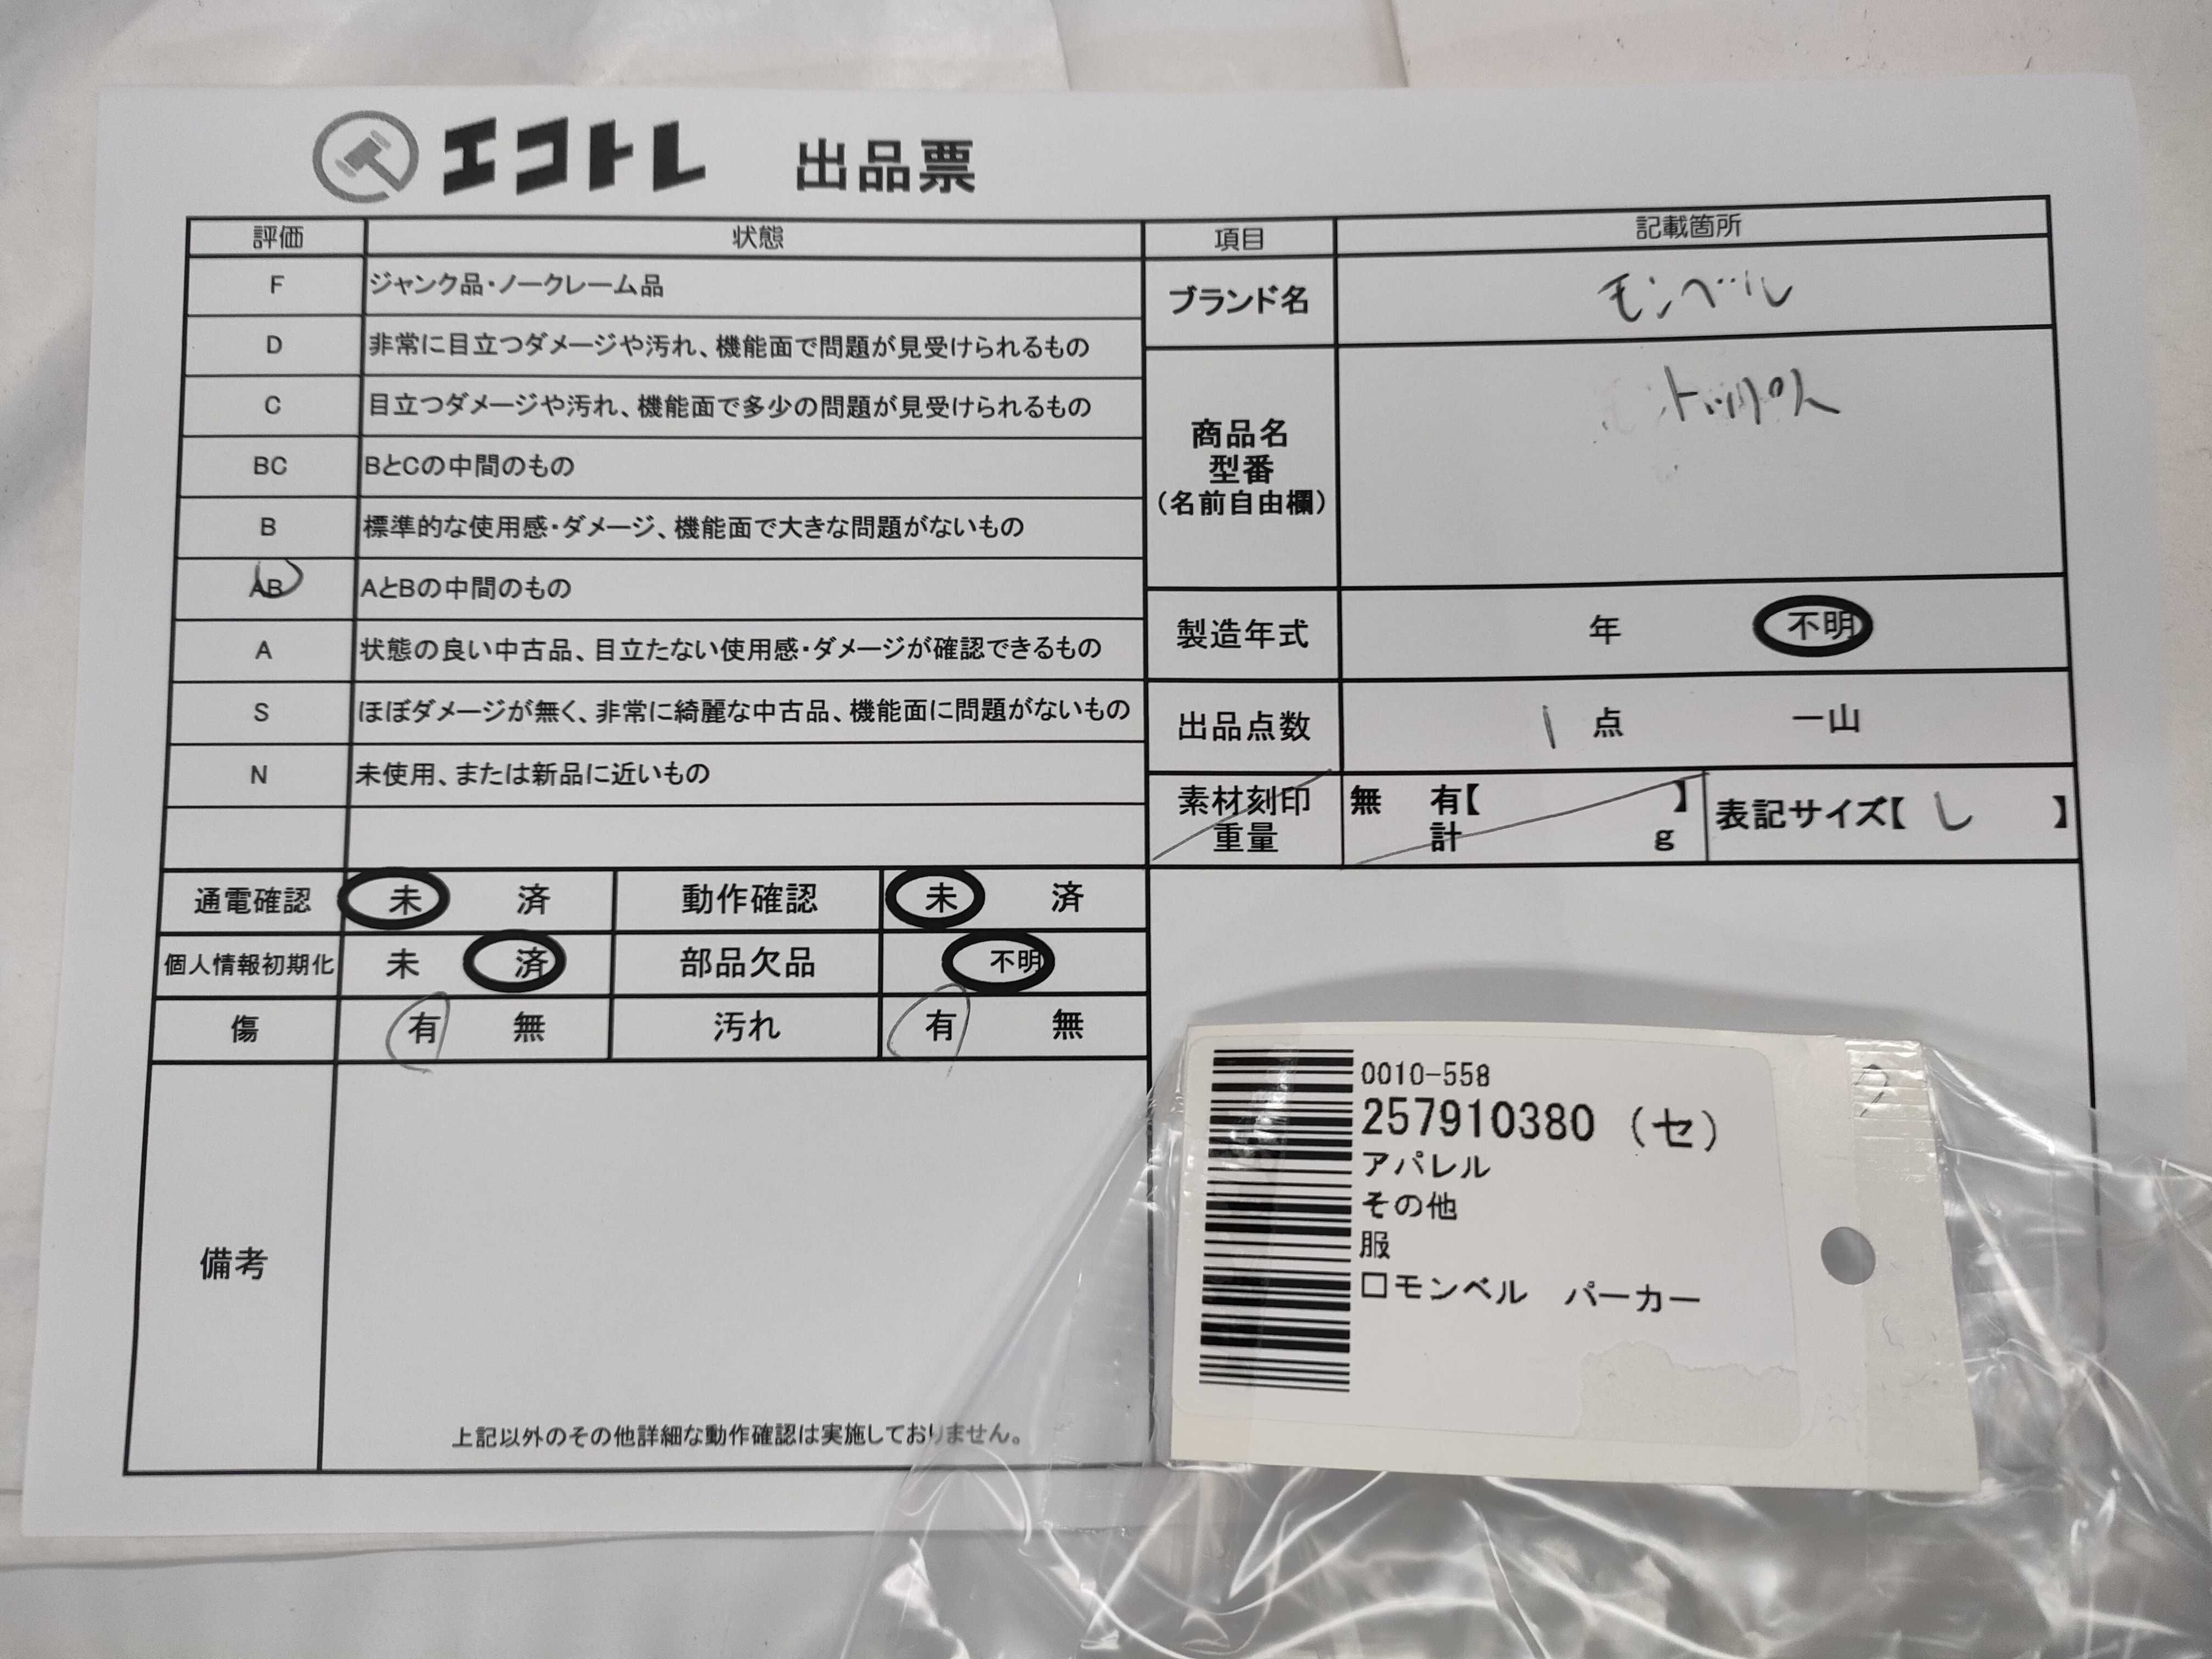 エコトレ 出品票
評価 状態
F ジャンク品・ノークレーム品
D 非常に目立つダメージや汚れ、機能面で問題が見受けられるもの
C 目立つダメージや汚れ、機能面で多少の問題が見受けられるもの
BC BとCの中間のもの
B 標準的な使用感・ダメージ、機能面で大きな問題がないもの
AB AとBの中間のもの
A 状態の良い中古品、目立たない使用感・ダメージが確認できるもの
S ほぼダメージが無く、非常に綺麗な中古品、機能面に問題がないもの
N 未使用、または新品に近いもの
通電確認 未 済 動作確認 未 済
個人情報初期化 未 済 部品欠品 不明
傷 有 無 汚れ 有 無
備考
上記以外のその他詳細な動作確認は実施しておりません。
項目 記載箇所
ブランド名 モンベル
商品名
型番
(名前自由欄)
トップス
製造年式 年 不明
出品点数 1 点 一山
素材刻印 無 有【 】
重量 計 g
表記サイズ【 L 】
0010-558
257910380 (セ)
アパレル
その他
服
□モンベル パーカー